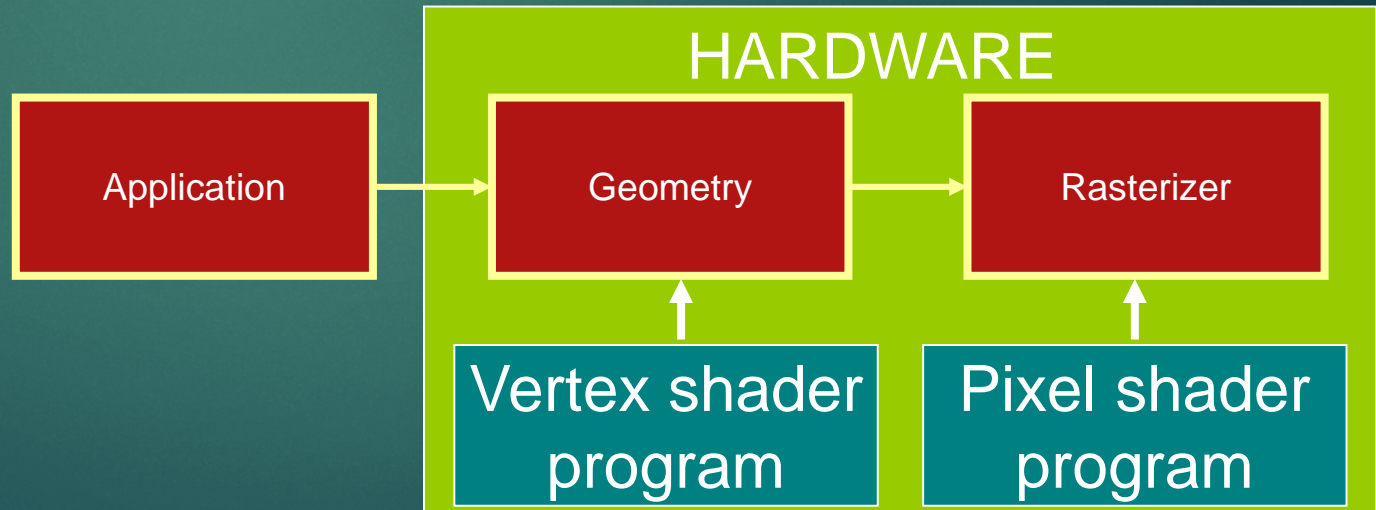 HARDWARE
Application
Geometry
Rasterizer
Vertex shader
program
Pixel shader
program